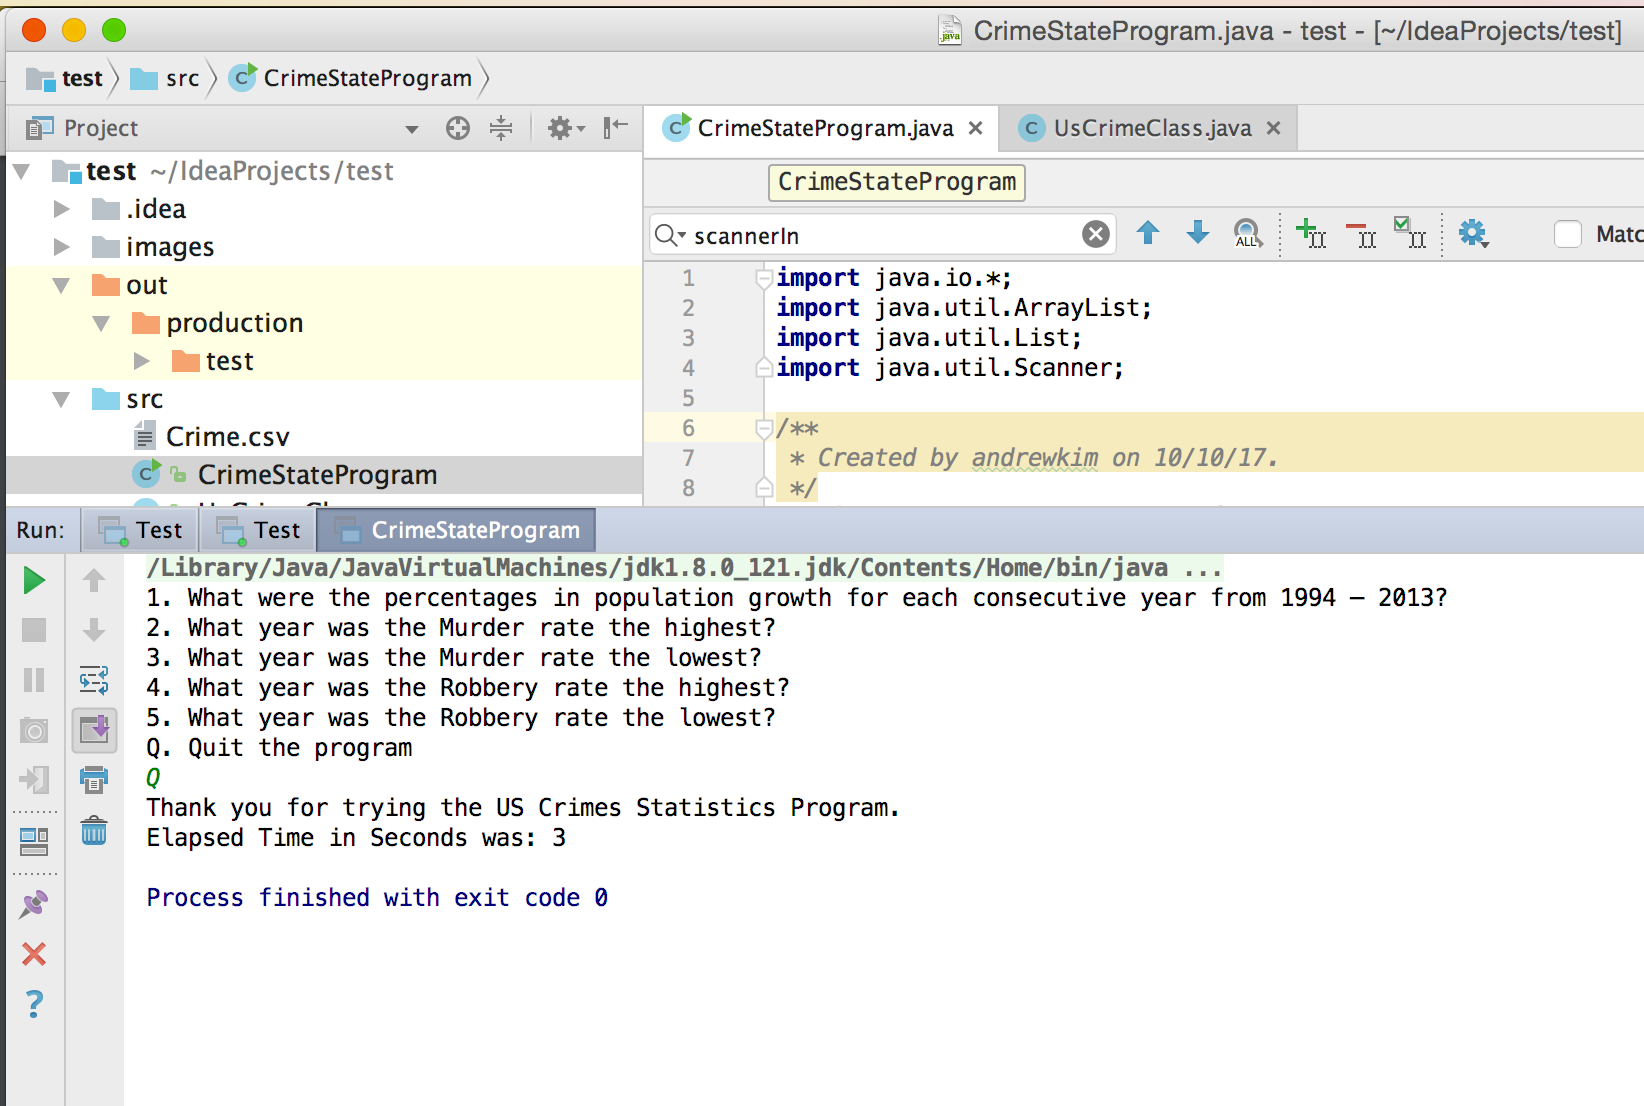 CrimeStateProgram.java - test - [~/IdeaProjects/test]
test src CrimeStateProgram
Project
CrimeStateProgram.java UsCrimeClass.java
test ~/IdeaProjects/test
.idea
images
out
production
test
src
Crime.csv
CrimeStateProgram
CrimeStateProgram
scannerIn
ALL
1 import java.io.*;
2 import java.util.ArrayList;
3 import java.util.List;
4 import java.util.Scanner;
5
6 /**
7 * Created by andrewkim on 10/10/17.
8 */
Run: Test Test CrimeStateProgram
/Library/Java/JavaVirtualMachines/jdk1.8.0_121.jdk/Contents/Home/bin/java ...
1. What were the percentages in population growth for each consecutive year from 1994 – 2013?
2. What year was the Murder rate the highest?
3. What year was the Murder rate the lowest?
4. What year was the Robbery rate the highest?
5. What year was the Robbery rate the lowest?
Q. Quit the program
Q
Thank you for trying the US Crimes Statistics Program.
Elapsed Time in Seconds was: 3
Process finished with exit code 0